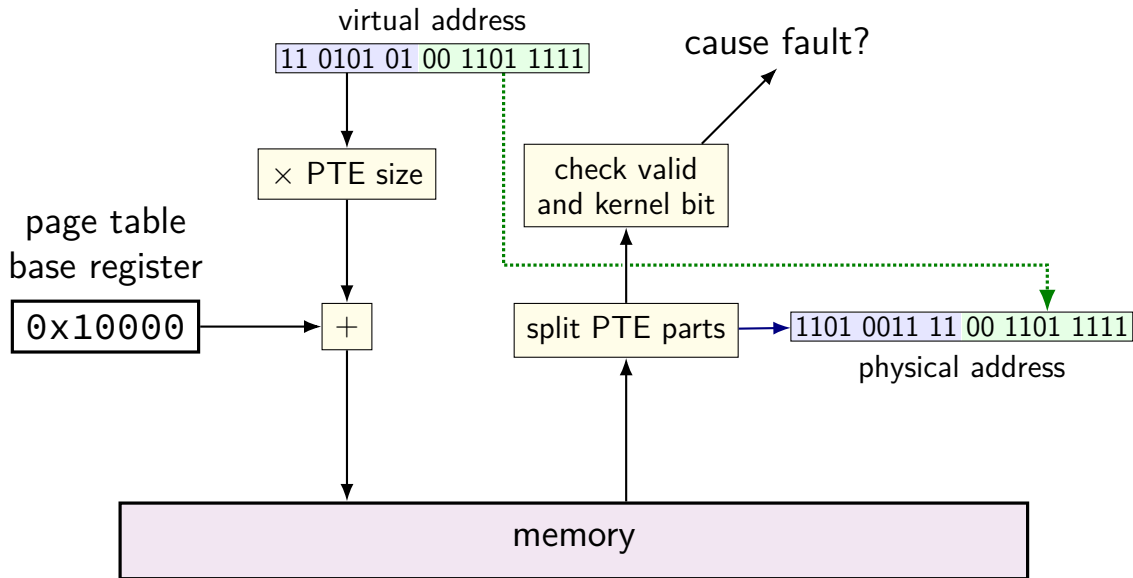 virtual address
11 0101 01 00 1101 1111
cause fault?
× PTE size
check valid
and kernel bit
page table
base register
0x10000
+
split PTE parts
1101 0011 11 00 1101 1111
physical address
memory